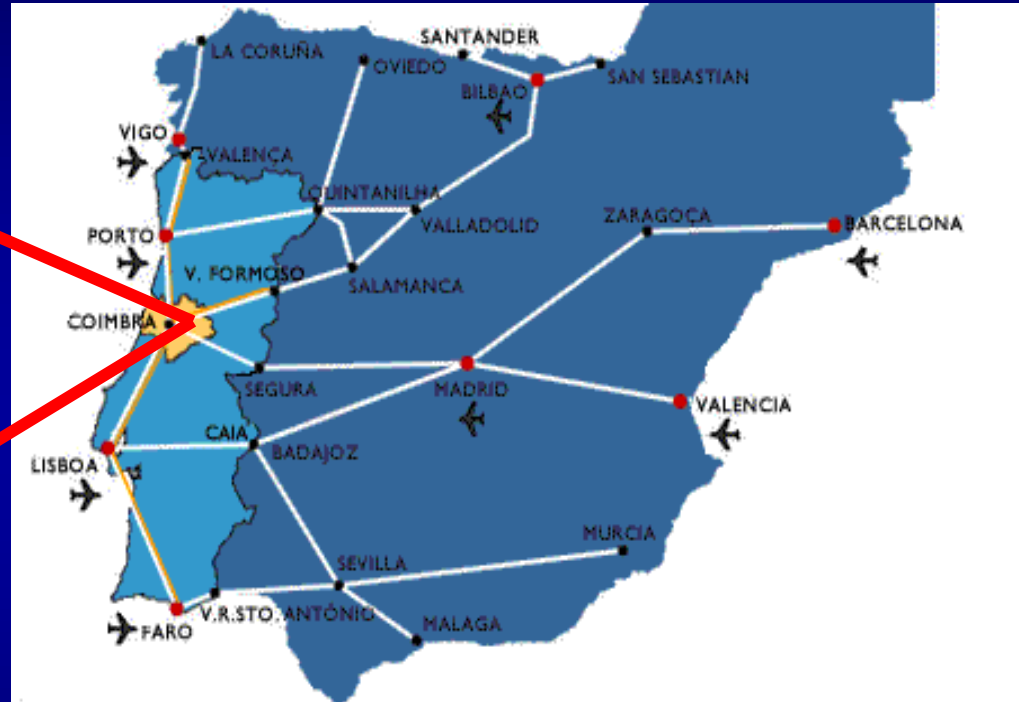 SANTANDER
LA CORUÑA
OVIEDO
SAN SEBASTIAN
BILBAO
VIGO
VALENÇA
QUINTANILHA
VALLADOLID
ZARAGOÇA
BARCELONA
PORTO
V. FORMOSO
SALAMANCA
COIMBRA
SEGURA
MADRID
VALENCIA
CAIA
BADAJOZ
LISBOA
MURCIA
SEVILLA
V.R.STO. ANTÓNIO
FARO
MALAGA